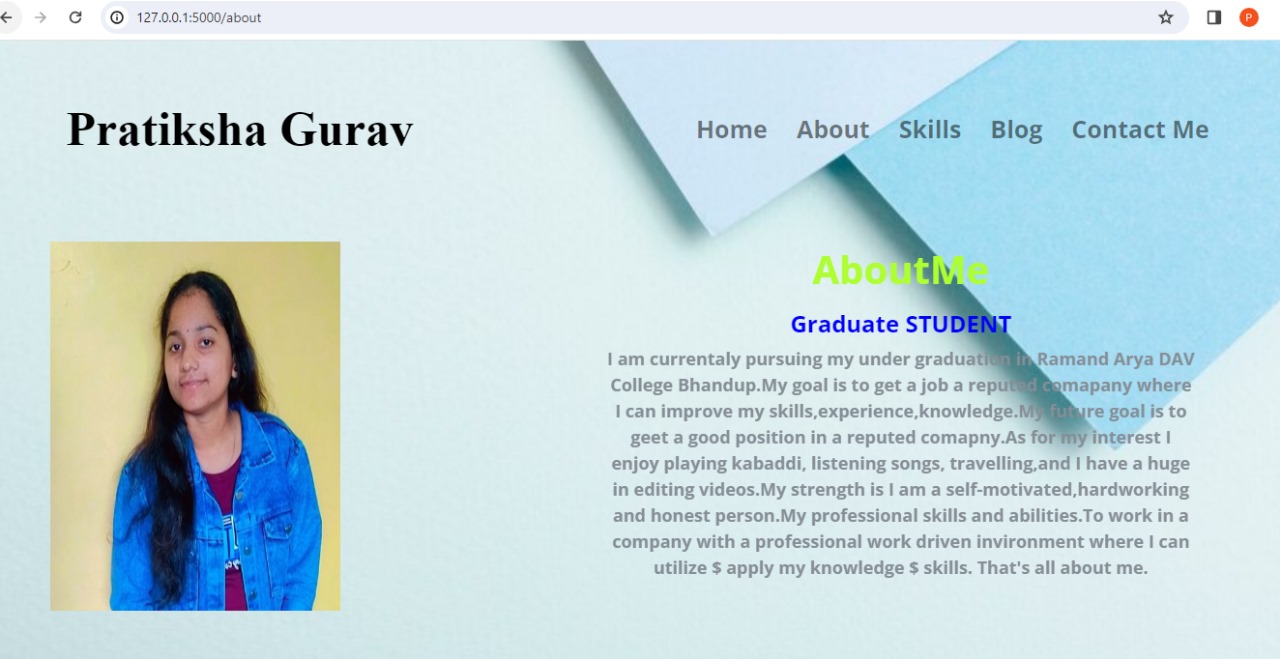 127.0.0.1:5000/about
P
Pratiksha Gurav
Home About Skills Blog Contact Me
AboutMe
Graduate STUDENT
I am currentaly pursuing my under graduation in Ramand Arya DAV
College Bhandup.My goal is to get a job a reputed comapany where
I can improve my skills,experience,knowledge.My future goal is to
geet a good position in a reputed comapny.As for my interest I
enjoy playing kabaddi, listening songs, travelling,and I have a huge
in editing videos.My strength is I am a self-motivated,hardworking
and honest person.My professional skills and abilities.To work in a
company with a professional work driven invironment where I can
utilize $ apply my knowledge $ skills. That's all about me.